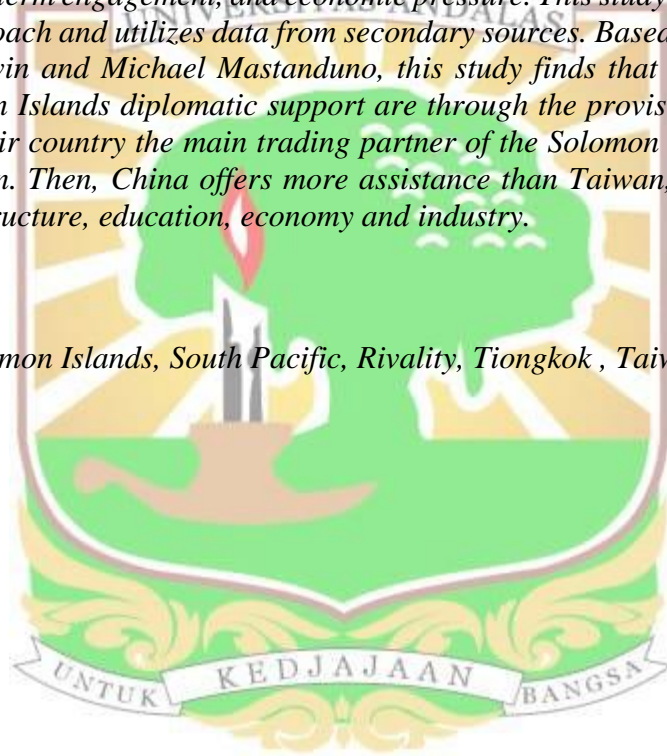 term engagement, and economic pressure. This study
oach and utilizes data from secondary sources. Based
vin and Michael Mastanduno, this study finds that
n Islands diplomatic support are through the provis
ir country the main trading partner of the Solomon
n. Then, China offers more assistance than Taiwan,
ructure, education, economy and industry.
mon Islands, South Pacific, Rivality, Tiongkok , Taiw
UNTUK KEDJAJAAN BANGSA